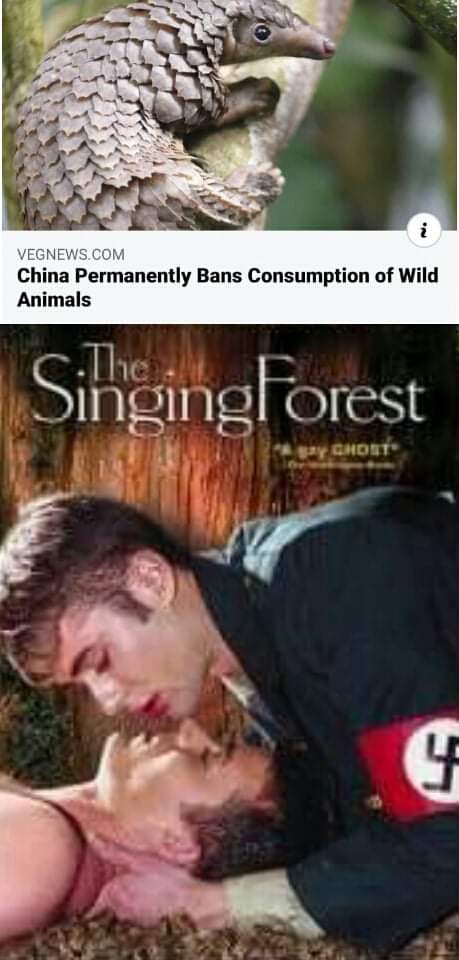 i
VEGNEWS.COM
China Permanently Bans Consumption of Wild
Animals
The
Singing Forest
"A gay GHOST"